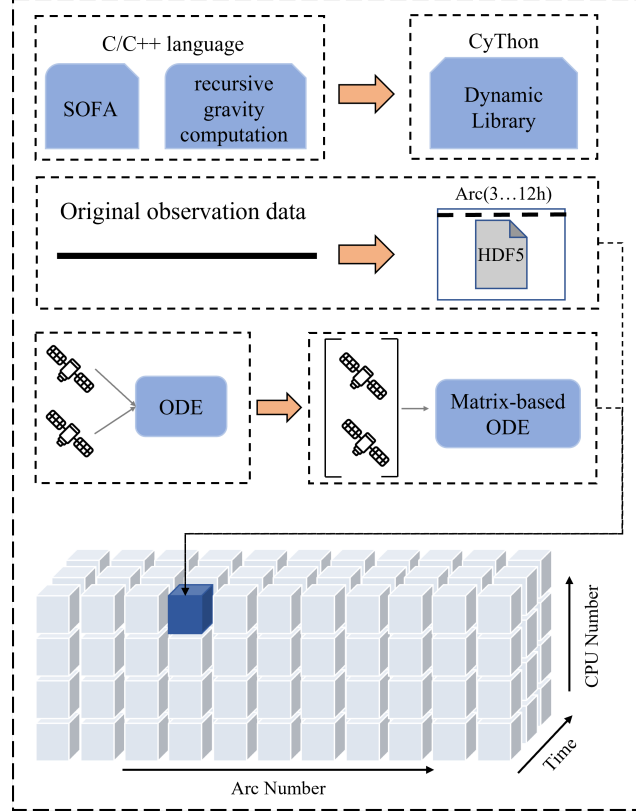 C/C++ language
CyThon
SOFA
recursive
gravity
computation
Dynamic
Library
Original observation data
Arc(3…12h)
HDF5
ODE
Matrix-based
ODE
CPU Number
Time
Arc Number